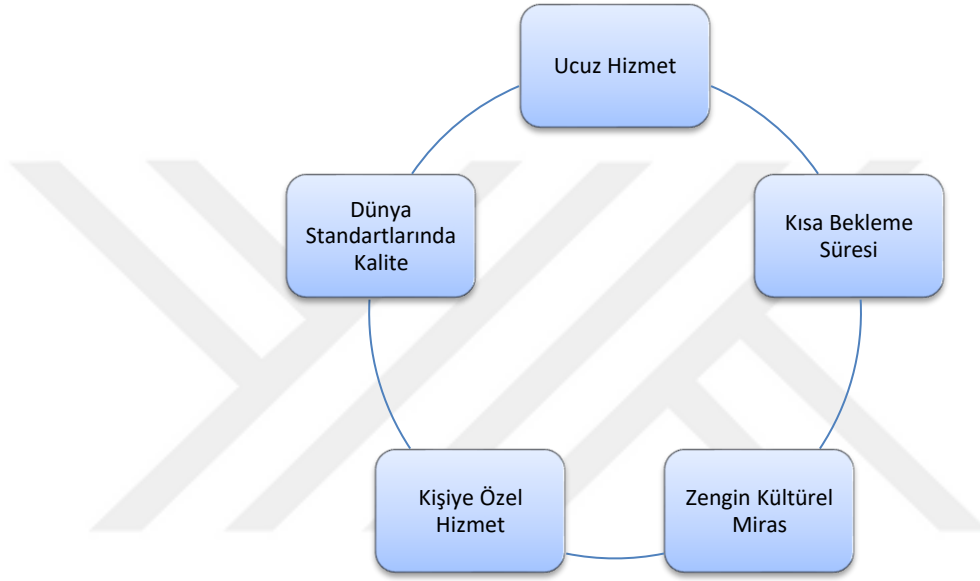 Ucuz Hizmet
Kısa Bekleme
Süresi
Zengin Kültürel
Miras
Kişiye Özel
Hizmet
Dünya
Standartlarında
Kalite